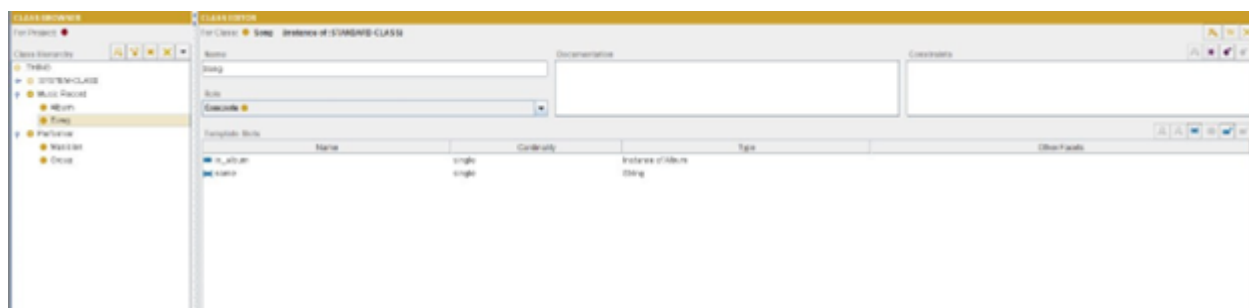 CLASS BROWSER
For Project:
Class Hierarchy
THING
SYSTEM-CLASS
Music Record
Album
Song
Performer
Musician
Group
CLASS EDITOR
For Class: Song (instance of :STANDARD-CLASS)
Name
Documentation
Constraints
Song
Role
Concrete
Template Slots
Name Cardinality Type Other Facets
in_album single Instance of Album
name single String